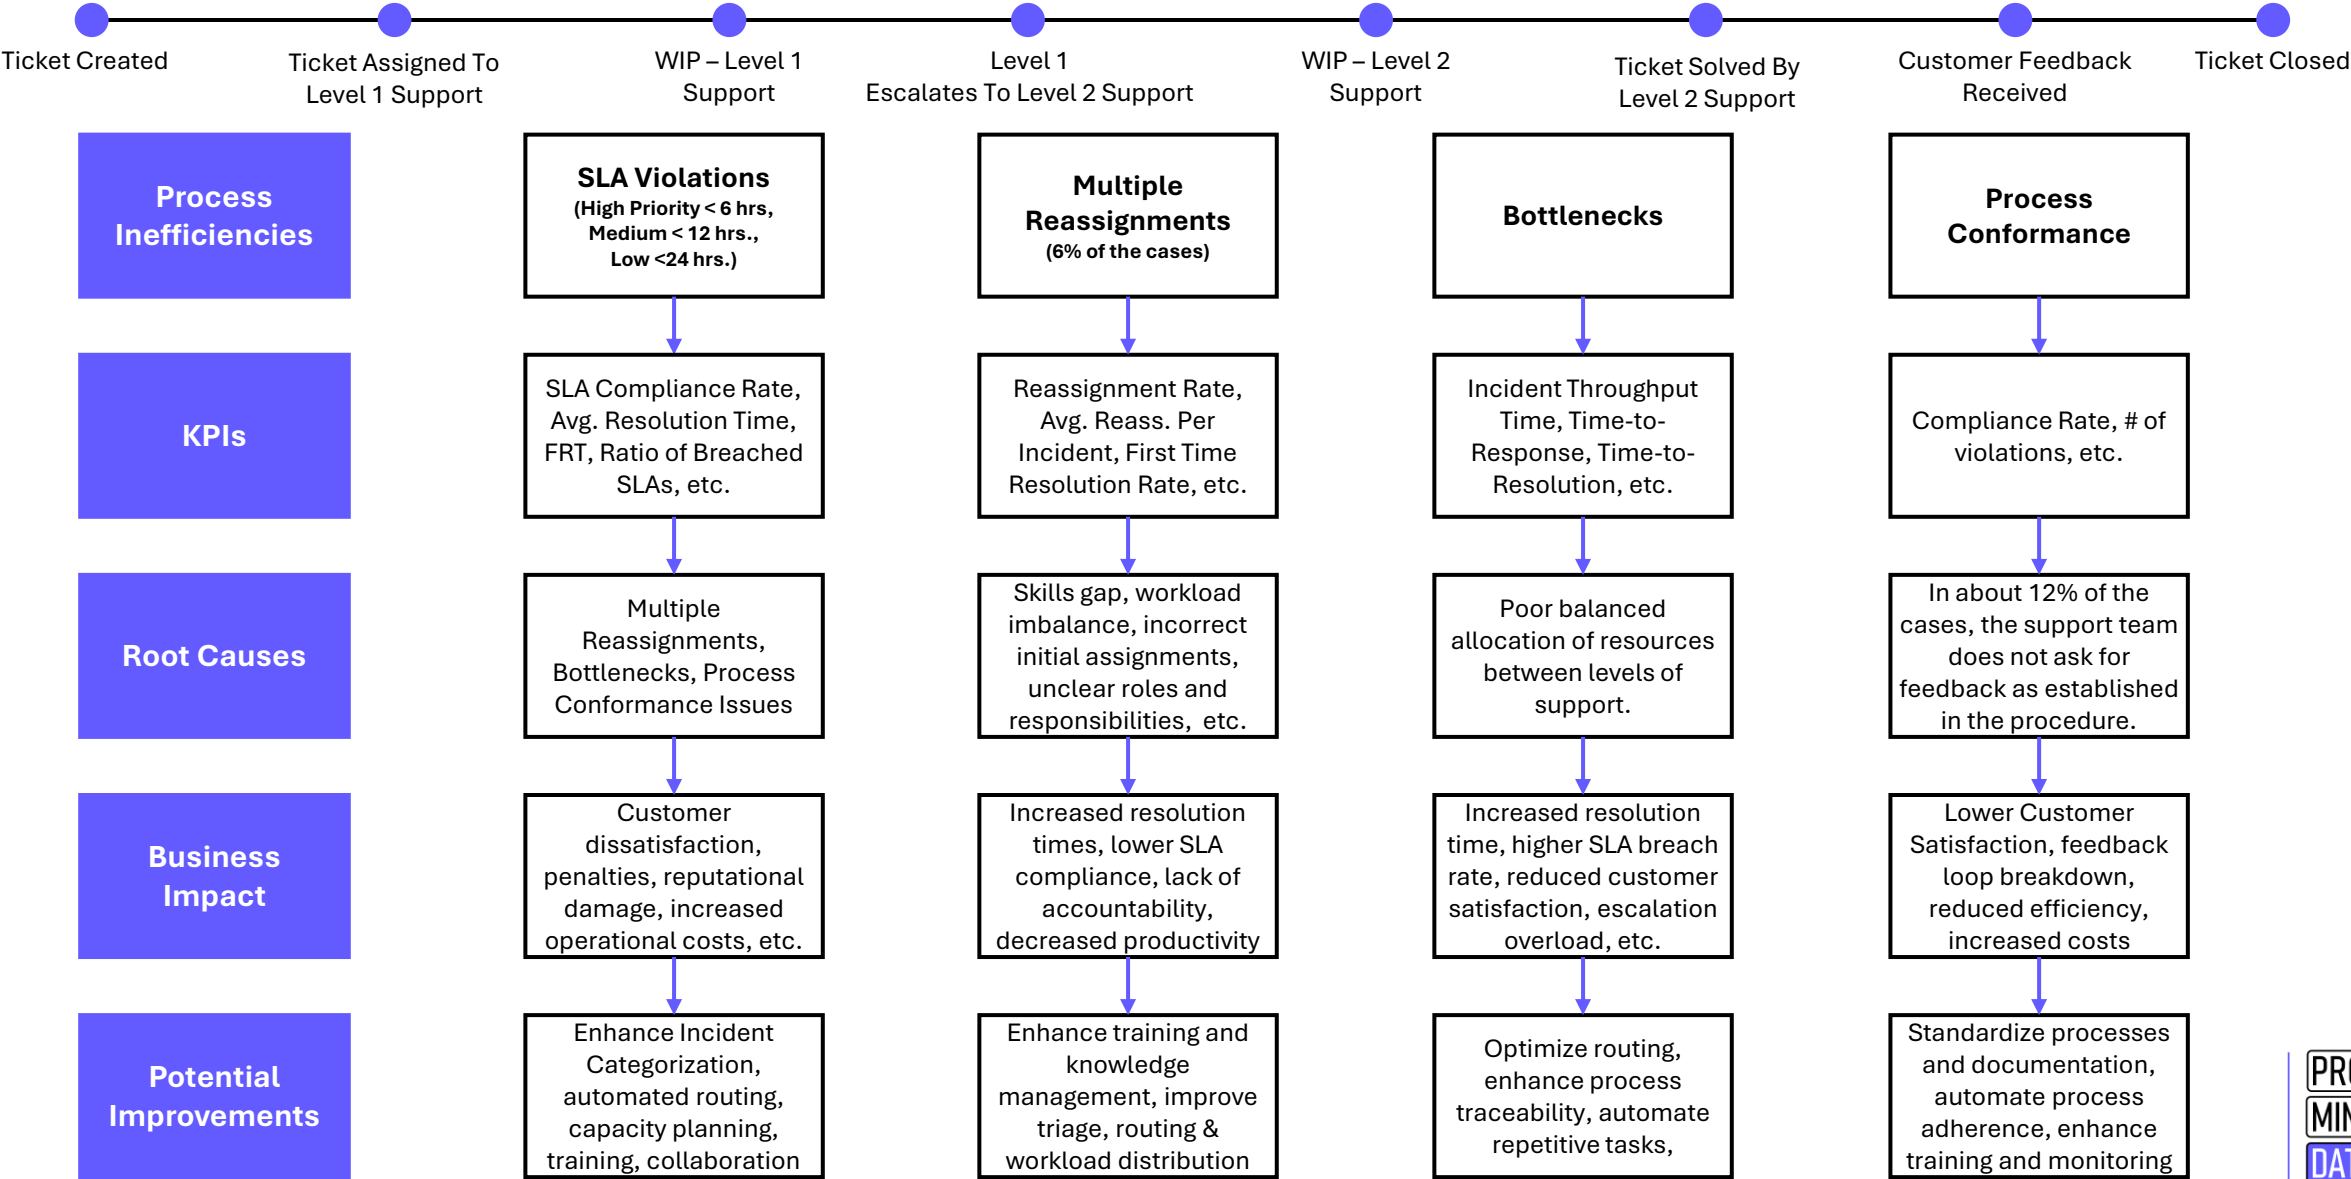 Ticket Created
Ticket Assigned To
Level 1 Support
WIP – Level 1
Support
Level 1
Escalates To Level 2 Support
WIP – Level 2
Support
Ticket Solved By
Level 2 Support
Customer Feedback
Received
Ticket Closed
Process
Inefficiencies
SLA Violations
(High Priority < 6 hrs,
Medium < 12 hrs.,
Low <24 hrs.)
Multiple
Reassignments
(6% of the cases)
Bottlenecks
Process
Conformance
KPIs
SLA Compliance Rate,
Avg. Resolution Time,
FRT, Ratio of Breached
SLAs, etc.
Reassignment Rate,
Avg. Reass. Per
Incident, First Time
Resolution Rate, etc.
Incident Throughput
Time, Time-to-
Response, Time-to-
Resolution, etc.
Compliance Rate, # of
violations, etc.
Root Causes
Multiple
Reassignments,
Bottlenecks, Process
Conformance Issues
Skills gap, workload
imbalance, incorrect
initial assignments,
unclear roles and
responsibilities, etc.
Poor balanced
allocation of resources
between levels of
support.
In about 12% of the
cases, the support team
does not ask for
feedback as established
in the procedure.
Business
Impact
Customer
dissatisfaction,
penalties, reputational
damage, increased
operational costs, etc.
Increased resolution
times, lower SLA
compliance, lack of
accountability,
decreased productivity
Increased resolution
time, higher SLA breach
rate, reduced customer
satisfaction, escalation
overload, etc.
Lower Customer
Satisfaction, feedback
loop breakdown,
reduced efficiency,
increased costs
Potential
Improvements
Enhance Incident
Categorization,
automated routing,
capacity planning,
training, collaboration
Enhance training and
knowledge
management, improve
triage, routing &
workload distribution
Optimize routing,
enhance process
traceability, automate
repetitive tasks,
Standardize processes
and documentation,
automate process
adherence, enhance
training and monitoring